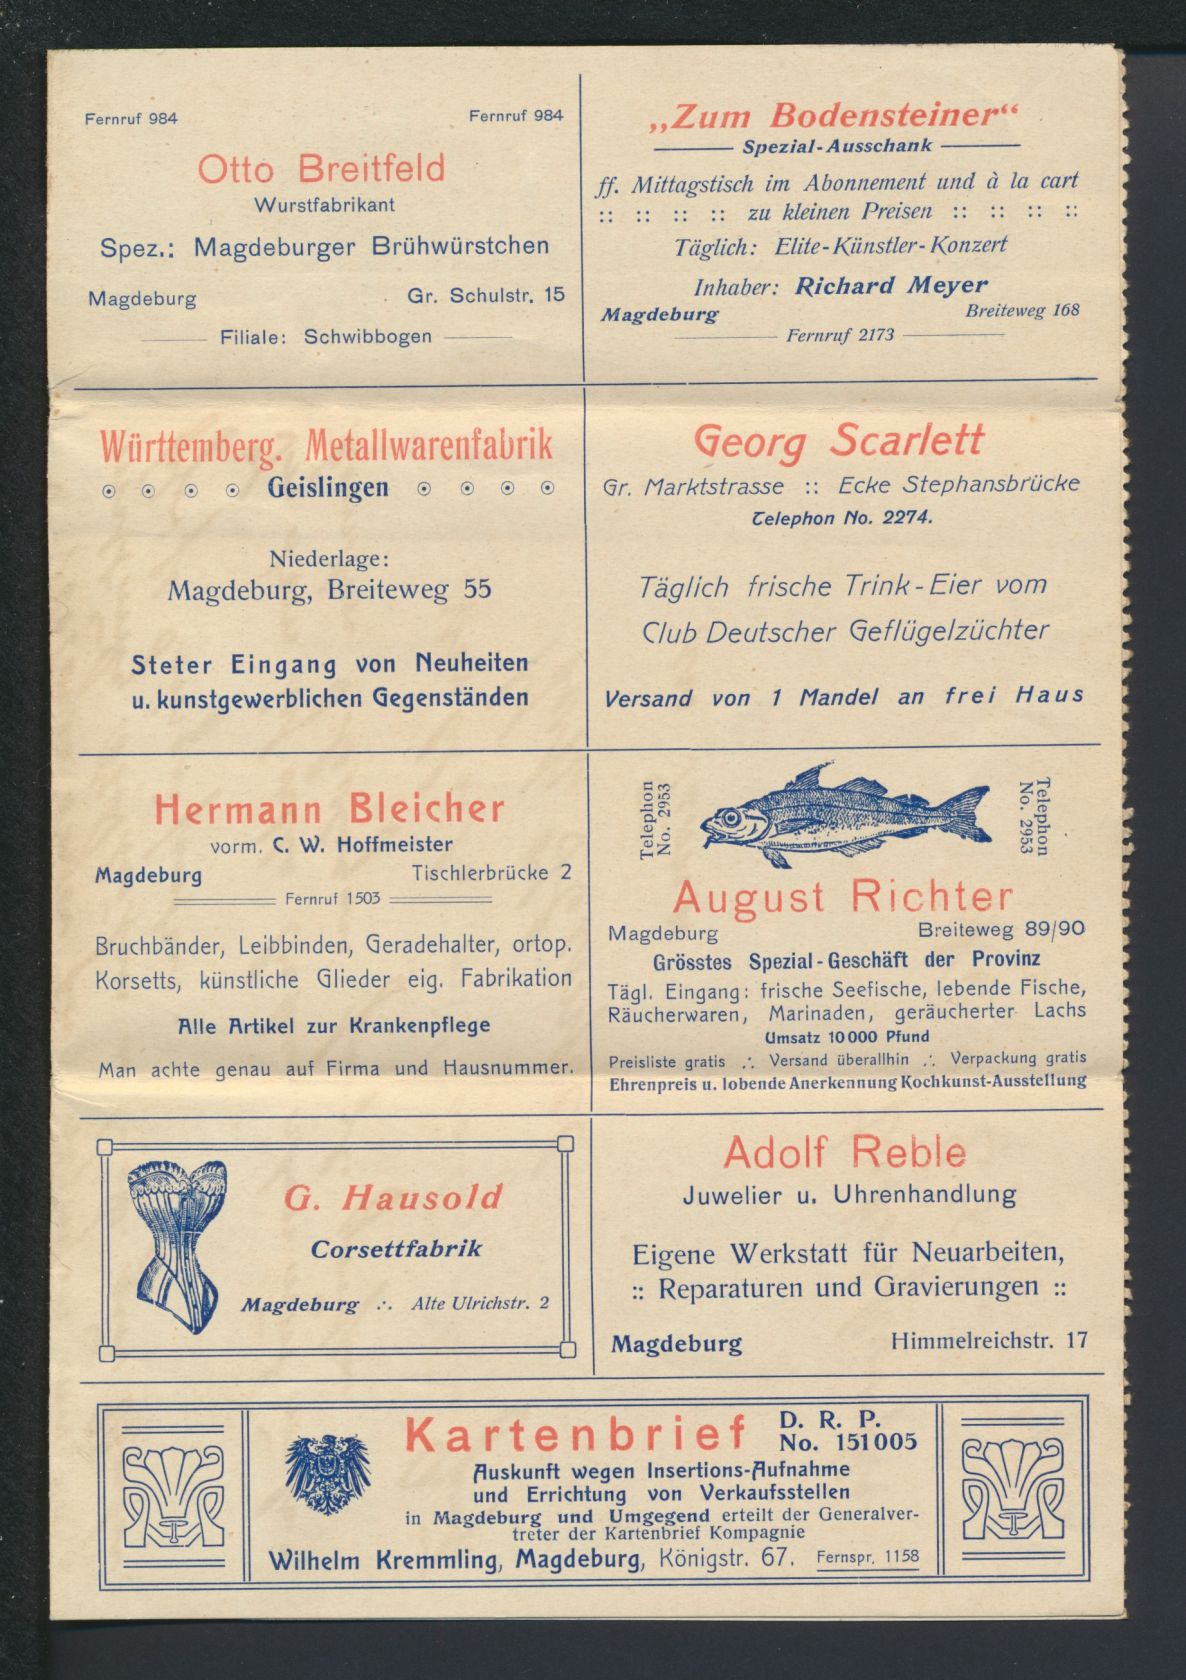 Fernruf 984 Fernruf 984
Otto Breitfeld
Wurstfabrikant
Spez.: Magdeburger Brühwürstchen
Magdeburg Gr. Schulstr. 15
Filiale: Schwibbogen
„Zum Bodensteiner“
Spezial-Ausschank
ff. Mittagstisch im Abonnement und à la cart
:: :: :: :: zu kleinen Preisen :: :: :: ::
Täglich: Elite-Künstler-Konzert
Inhaber: Richard Meyer
Magdeburg Breiteweg 168
Fernruf 2173
Württemberg. Metallwarenfabrik
Geislingen
Niederlage:
Magdeburg, Breiteweg 55
Steter Eingang von Neuheiten
u. kunstgewerblichen Gegenständen
Georg Scarlett
Gr. Marktstrasse :: Ecke Stephansbrücke
Telephon No. 2274.
Täglich frische Trink-Eier vom
Club Deutscher Geflügelzüchter
Versand von 1 Mandel an frei Haus
Hermann Bleicher
vorm. C. W. Hoffmeister
Magdeburg Tischlerbrücke 2
Fernruf 1503
Bruchbänder, Leibbinden, Geradehalter, ortop.
Korsetts, künstliche Glieder eig. Fabrikation
Alle Artikel zur Krankenpflege
Man achte genau auf Firma und Hausnummer.
Telephon
No. 2953
Telephon
No. 2953
August Richter
Magdeburg Breiteweg 89/90
Grösstes Spezial-Geschäft der Provinz
Tägl. Eingang: frische Seefische, lebende Fische,
Räucherwaren, Marinaden, geräucherter Lachs
Umsatz 10000 Pfund
Preisliste gratis .·. Versand überallhin .·. Verpackung gratis
Ehrenpreis u. lobende Anerkennung Kochkunst-Ausstellung
G. Hausold
Corsettfabrik
Magdeburg .·. Alte Ulrichstr. 2
Adolf Reble
Juwelier u. Uhrenhandlung
Eigene Werkstatt für Neuarbeiten,
:: Reparaturen und Gravierungen ::
Magdeburg Himmelreichstr. 17
Kartenbrief D. R. P.
No. 151005
Auskunft wegen Insertions-Aufnahme
und Errichtung von Verkaufsstellen
in Magdeburg und Umgegend erteilt der Generalver-
treter der Kartenbrief Kompagnie
Wilhelm Kremmling, Magdeburg, Königstr. 67. Fernspr. 1158